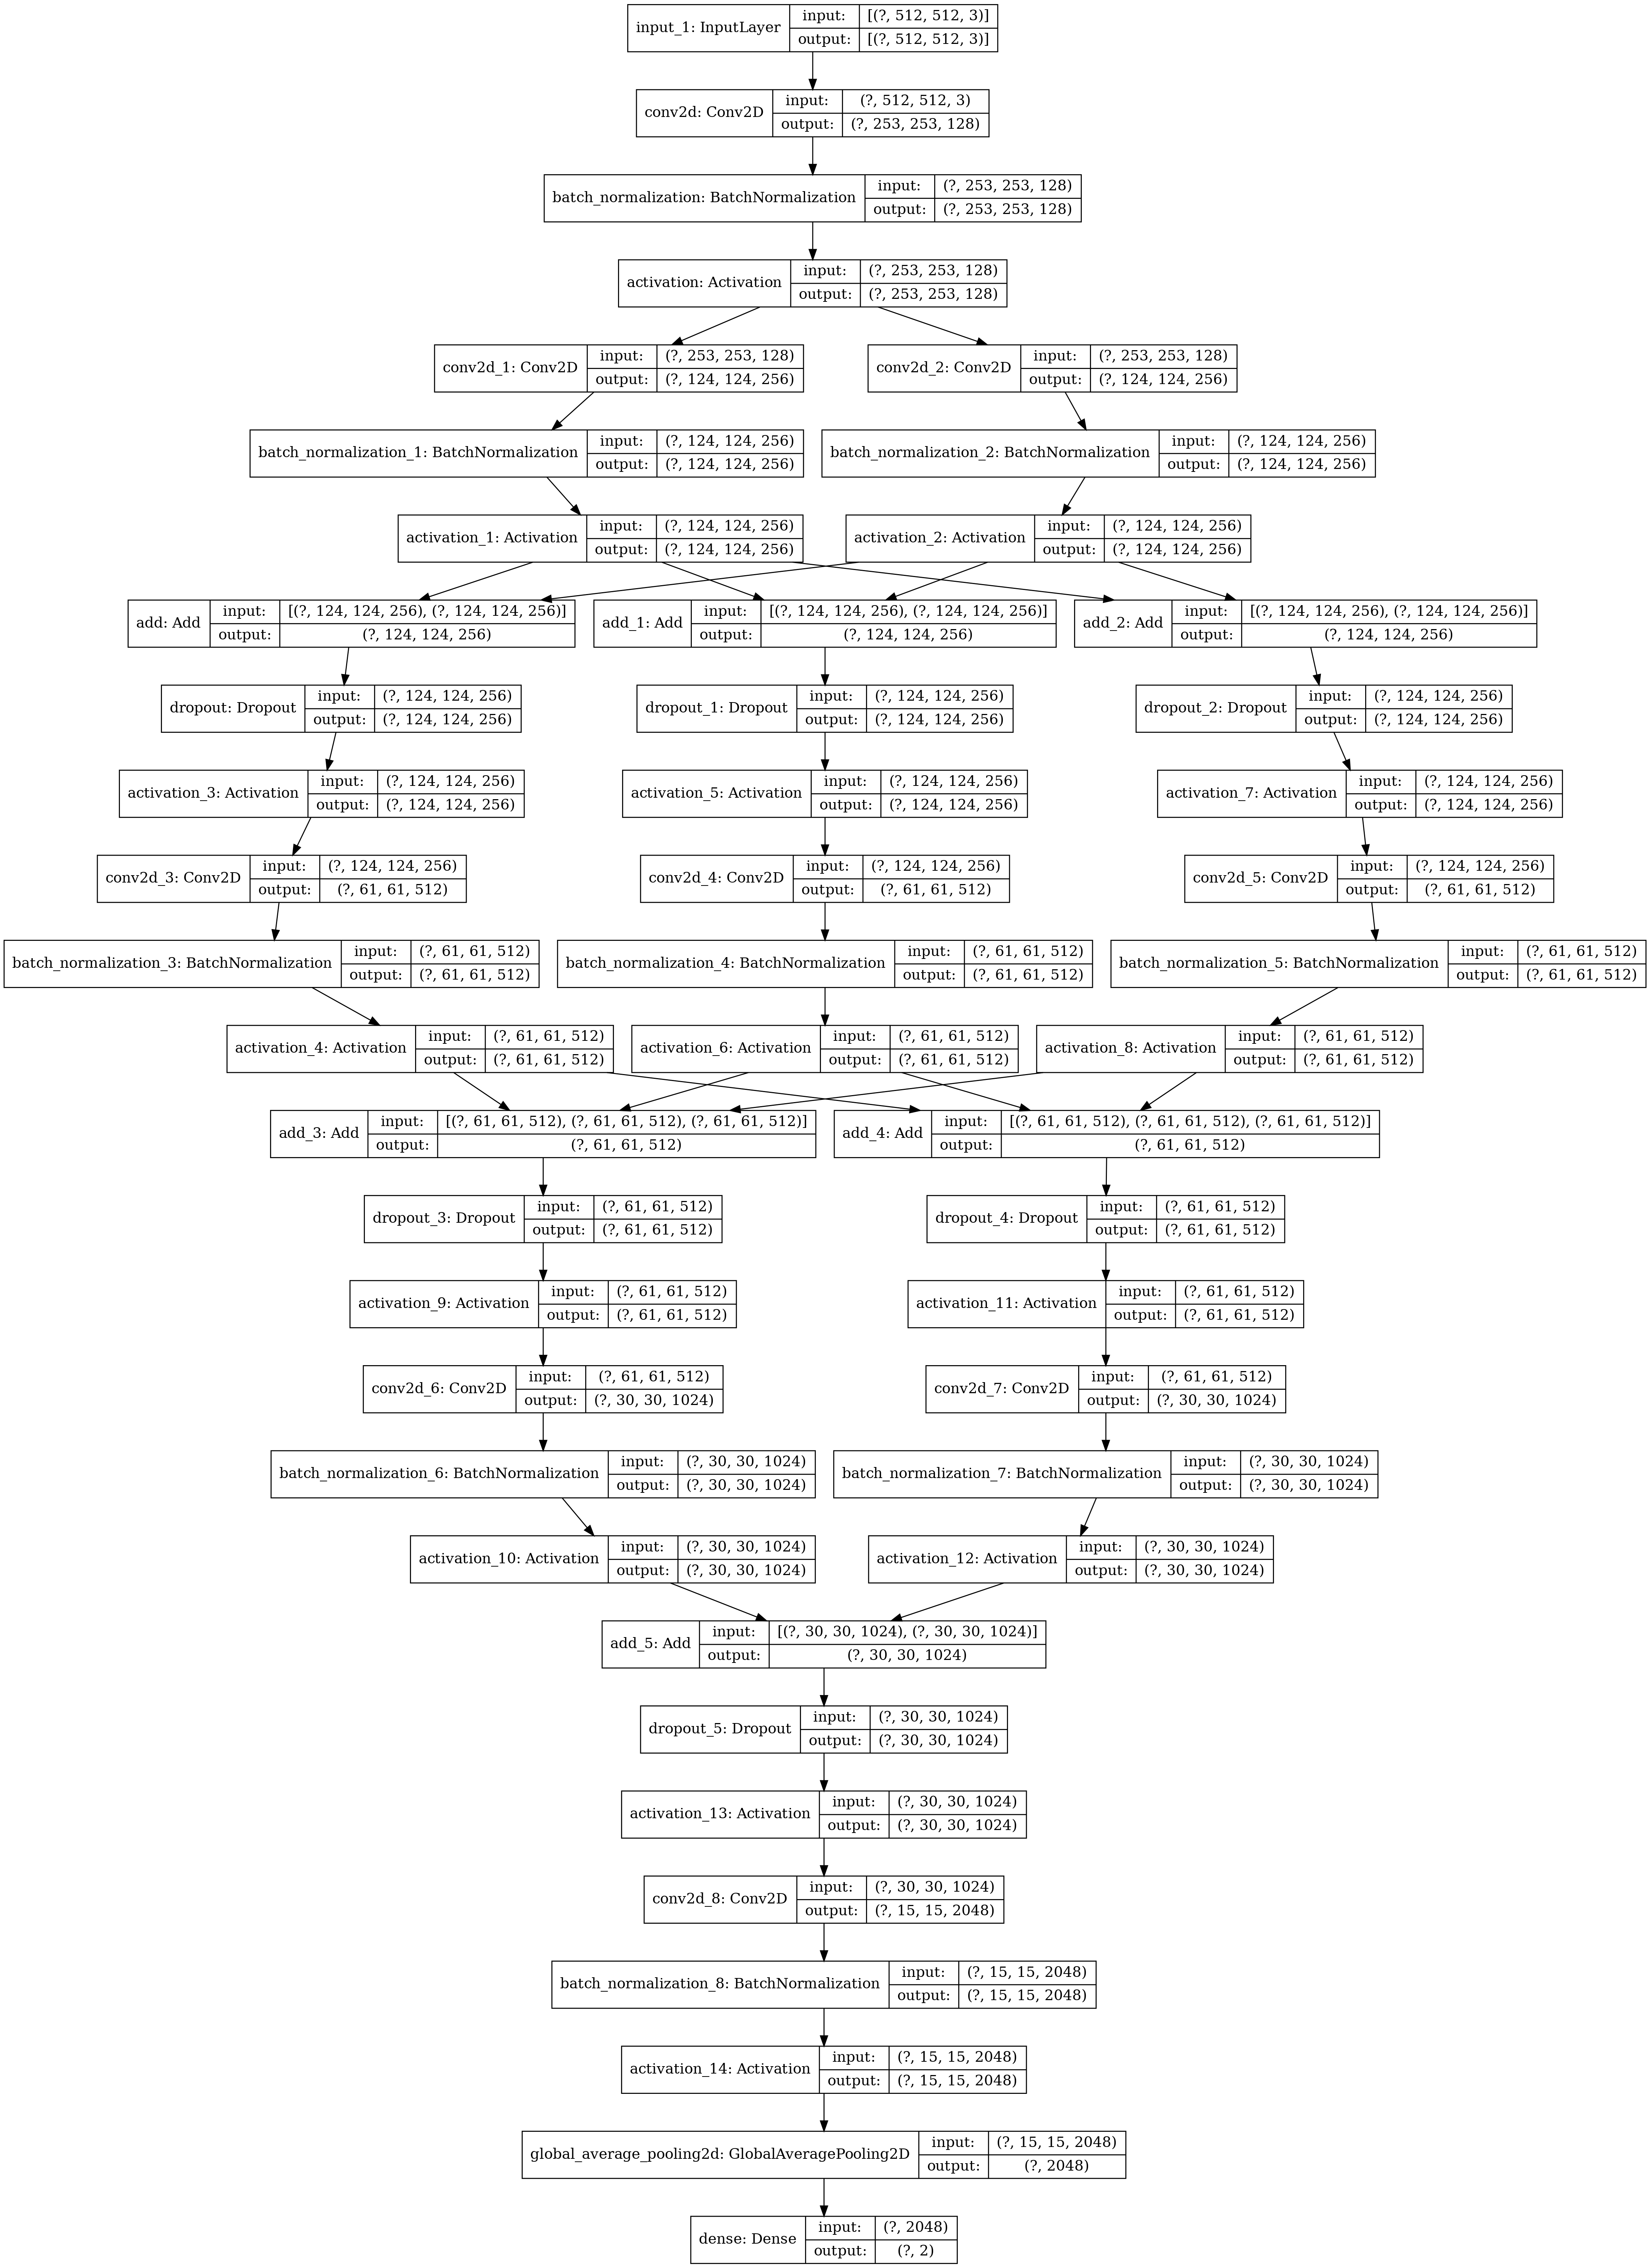 input_1: InputLayer input: [(?, 512, 512, 3)]
output: [(?, 512, 512, 3)]
conv2d: Conv2D input: (?, 512, 512, 3)
output: (?, 253, 253, 128)
batch_normalization: BatchNormalization input: (?, 253, 253, 128)
output: (?, 253, 253, 128)
activation: Activation input: (?, 253, 253, 128)
output: (?, 253, 253, 128)
conv2d_1: Conv2D input: (?, 253, 253, 128)
output: (?, 124, 124, 256)
conv2d_2: Conv2D input: (?, 253, 253, 128)
output: (?, 124, 124, 256)
batch_normalization_1: BatchNormalization input: (?, 124, 124, 256)
output: (?, 124, 124, 256)
batch_normalization_2: BatchNormalization input: (?, 124, 124, 256)
output: (?, 124, 124, 256)
activation_1: Activation input: (?, 124, 124, 256)
output: (?, 124, 124, 256)
activation_2: Activation input: (?, 124, 124, 256)
output: (?, 124, 124, 256)
add: Add input: [(?, 124, 124, 256), (?, 124, 124, 256)]
output: (?, 124, 124, 256)
add_1: Add input: [(?, 124, 124, 256), (?, 124, 124, 256)]
output: (?, 124, 124, 256)
add_2: Add input: [(?, 124, 124, 256), (?, 124, 124, 256)]
output: (?, 124, 124, 256)
dropout: Dropout input: (?, 124, 124, 256)
output: (?, 124, 124, 256)
dropout_1: Dropout input: (?, 124, 124, 256)
output: (?, 124, 124, 256)
dropout_2: Dropout input: (?, 124, 124, 256)
output: (?, 124, 124, 256)
activation_3: Activation input: (?, 124, 124, 256)
output: (?, 124, 124, 256)
activation_5: Activation input: (?, 124, 124, 256)
output: (?, 124, 124, 256)
activation_7: Activation input: (?, 124, 124, 256)
output: (?, 124, 124, 256)
conv2d_3: Conv2D input: (?, 124, 124, 256)
output: (?, 61, 61, 512)
conv2d_4: Conv2D input: (?, 124, 124, 256)
output: (?, 61, 61, 512)
conv2d_5: Conv2D input: (?, 124, 124, 256)
output: (?, 61, 61, 512)
batch_normalization_3: BatchNormalization input: (?, 61, 61, 512)
output: (?, 61, 61, 512)
batch_normalization_4: BatchNormalization input: (?, 61, 61, 512)
output: (?, 61, 61, 512)
batch_normalization_5: BatchNormalization input: (?, 61, 61, 512)
output: (?, 61, 61, 512)
activation_4: Activation input: (?, 61, 61, 512)
output: (?, 61, 61, 512)
activation_6: Activation input: (?, 61, 61, 512)
output: (?, 61, 61, 512)
activation_8: Activation input: (?, 61, 61, 512)
output: (?, 61, 61, 512)
add_3: Add input: [(?, 61, 61, 512), (?, 61, 61, 512), (?, 61, 61, 512)]
output: (?, 61, 61, 512)
add_4: Add input: [(?, 61, 61, 512), (?, 61, 61, 512), (?, 61, 61, 512)]
output: (?, 61, 61, 512)
dropout_3: Dropout input: (?, 61, 61, 512)
output: (?, 61, 61, 512)
dropout_4: Dropout input: (?, 61, 61, 512)
output: (?, 61, 61, 512)
activation_9: Activation input: (?, 61, 61, 512)
output: (?, 61, 61, 512)
activation_11: Activation input: (?, 61, 61, 512)
output: (?, 61, 61, 512)
conv2d_6: Conv2D input: (?, 61, 61, 512)
output: (?, 30, 30, 1024)
conv2d_7: Conv2D input: (?, 61, 61, 512)
output: (?, 30, 30, 1024)
batch_normalization_6: BatchNormalization input: (?, 30, 30, 1024)
output: (?, 30, 30, 1024)
batch_normalization_7: BatchNormalization input: (?, 30, 30, 1024)
output: (?, 30, 30, 1024)
activation_10: Activation input: (?, 30, 30, 1024)
output: (?, 30, 30, 1024)
activation_12: Activation input: (?, 30, 30, 1024)
output: (?, 30, 30, 1024)
add_5: Add input: [(?, 30, 30, 1024), (?, 30, 30, 1024)]
output: (?, 30, 30, 1024)
dropout_5: Dropout input: (?, 30, 30, 1024)
output: (?, 30, 30, 1024)
activation_13: Activation input: (?, 30, 30, 1024)
output: (?, 30, 30, 1024)
conv2d_8: Conv2D input: (?, 30, 30, 1024)
output: (?, 15, 15, 2048)
batch_normalization_8: BatchNormalization input: (?, 15, 15, 2048)
output: (?, 15, 15, 2048)
activation_14: Activation input: (?, 15, 15, 2048)
output: (?, 15, 15, 2048)
global_average_pooling2d: GlobalAveragePooling2D input: (?, 15, 15, 2048)
output: (?, 2048)
dense: Dense input: (?, 2048)
output: (?, 2)